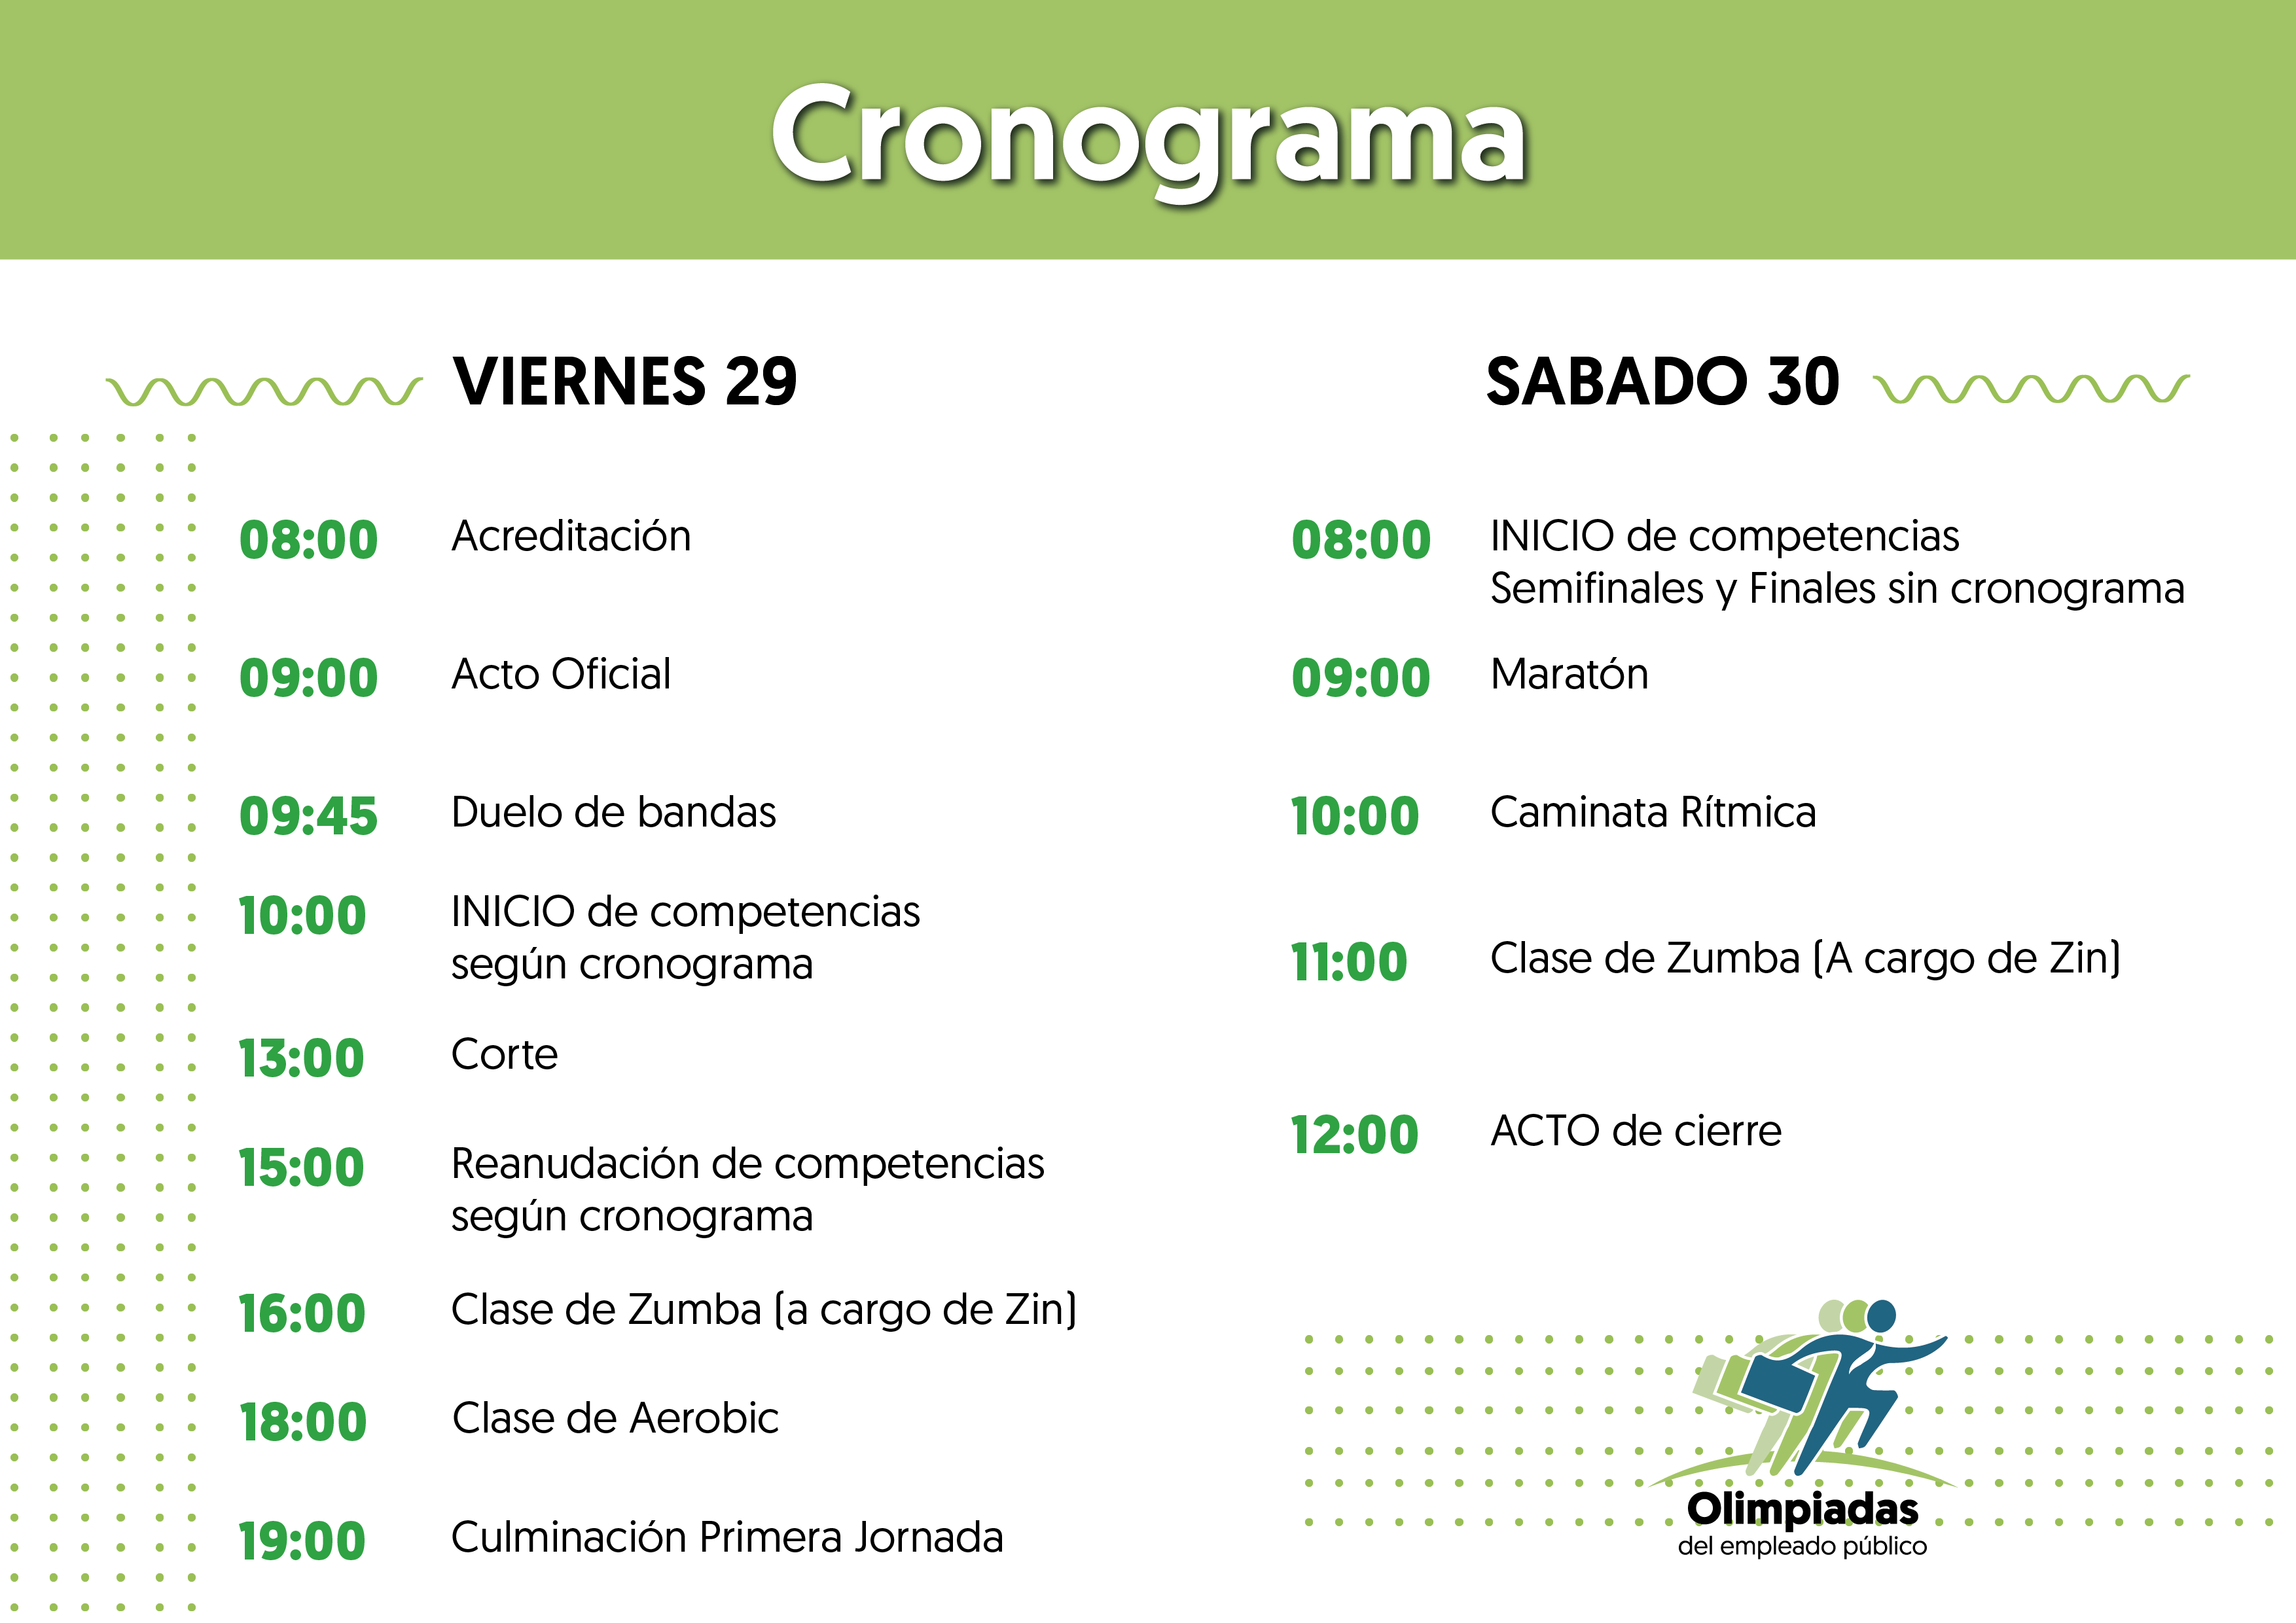 Cronograma
VIERNES 29
08:00 Acreditación
09:00 Acto Oficial
09:45 Duelo de bandas
10:00 INICIO de competencias
según cronograma
13:00 Corte
15:00 Reanudación de competencias
según cronograma
16:00 Clase de Zumba (a cargo de Zin)
18:00 Clase de Aerobic
19:00 Culminación Primera Jornada
SABADO 30
08:00 INICIO de competencias
Semifinales y Finales sin cronograma
09:00 Maratón
10:00 Caminata Rítmica
11:00 Clase de Zumba (A cargo de Zin)
12:00 ACTO de cierre
Olimpiadas
del empleado público